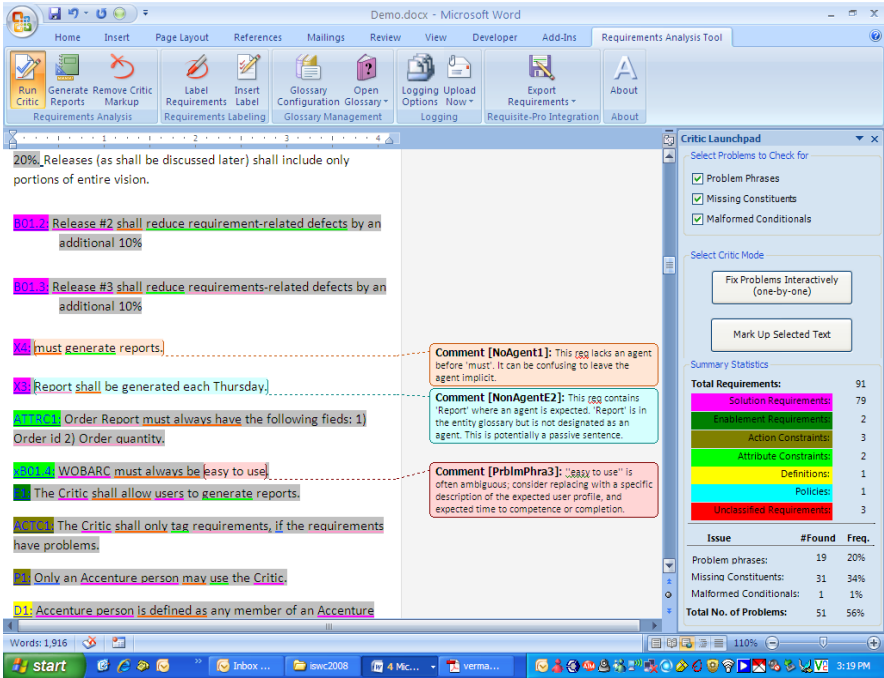 Demo.docx - Microsoft Word
Home Insert Page Layout References Mailings Review View Developer Add-Ins Requirements Analysis Tool
Run Critic
Generate Reports
Remove Critic Markup
Label Requirements
Insert Label
Glossary Configuration
Open Glossary
Logging Options
Upload Now
Export Requirements
About
Requirements Analysis Requirements Labeling Glossary Management Logging Requisite-Pro Integration About
1 2 3 4
20%. Releases (as shall be discussed later) shall include only
portions of entire vision.
B01.2: Release #2 shall reduce requirement-related defects by an
additional 10%
B01.3: Release #3 shall reduce requirements-related defects by an
additional 10%
X4: must generate reports.
X3: Report shall be generated each Thursday.
ATTRC1: Order Report must always have the following fieds: 1)
Order id 2) Order quantity.
xB01.4: WOBARC must always be easy to use.
E1: The Critic shall allow users to generate reports.
ACTC1: The Critic shall only tag requirements, if the requirements
have problems.
P1: Only an Accenture person may use the Critic.
D1: Accenture person is defined as any member of an Accenture
Comment [NoAgent1]: This req lacks an agent
before 'must'. It can be confusing to leave the
agent implicit.
Comment [NonAgentE2]: This req contains
'Report' where an agent is expected. 'Report' is in
the entity glossary but is not designated as an
agent. This is potentially a passive sentence.
Comment [PrblmPhra3]: "easy to use" is
often ambiguous; consider replacing with a specific
description of the expected user profile, and
expected time to competence or completion.
Critic Launchpad
Select Problems to Check for
Problem Phrases
Missing Constituents
Malformed Conditionals
Select Critic Mode
Fix Problems Interactively
(one-by-one)
Mark Up Selected Text
Summary Statistics
Total Requirements: 91
Solution Requirements: 79
Enablement Requirements: 2
Action Constraints: 3
Attribute Constraints: 2
Definitions: 1
Policies: 1
Unclassified Requirements: 3
Issue #Found Freq.
Problem phrases: 19 20%
Missing Constituents: 31 34%
Malformed Conditionals: 1 1%
Total No. of Problems: 51 56%
Words: 1,916 110%
start Inbox ... iswc2008 4 Mic... verma... 3:19 PM